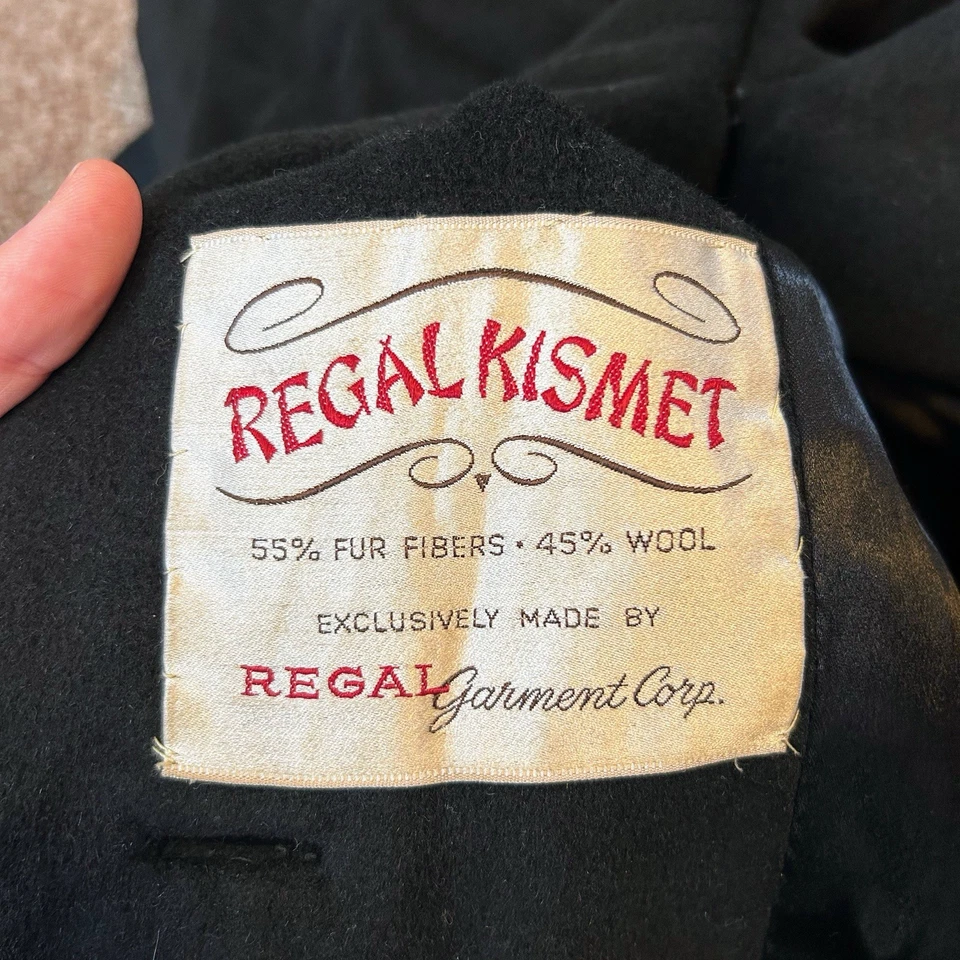 REGAL KISMET
55% FUR FIBERS · 45% WOOL
EXCLUSIVELY MADE BY
REGAL Garment Corp.